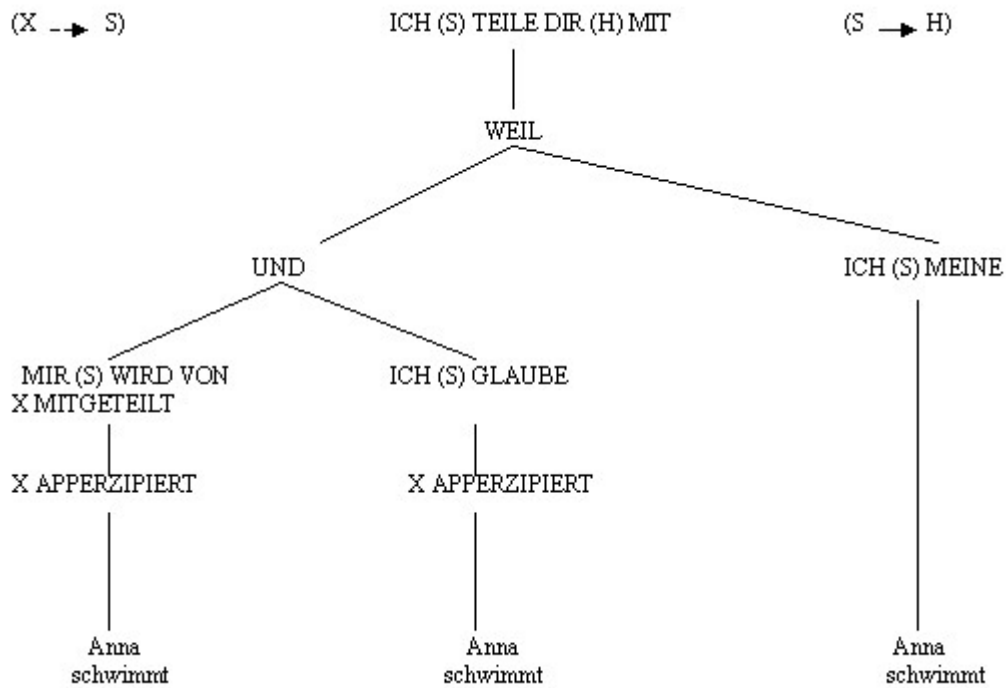 (X --► S) ICH (S) TEILE DIR (H) MIT (S → H)
WEIL
UND ICH (S) MEINE
MIR (S) WIRD VON ICH (S) GLAUBE
X MITGETEILT
X APPERZIPIERT X APPERZIPIERT
Anna Anna Anna
schwimmt schwimmt schwimmt